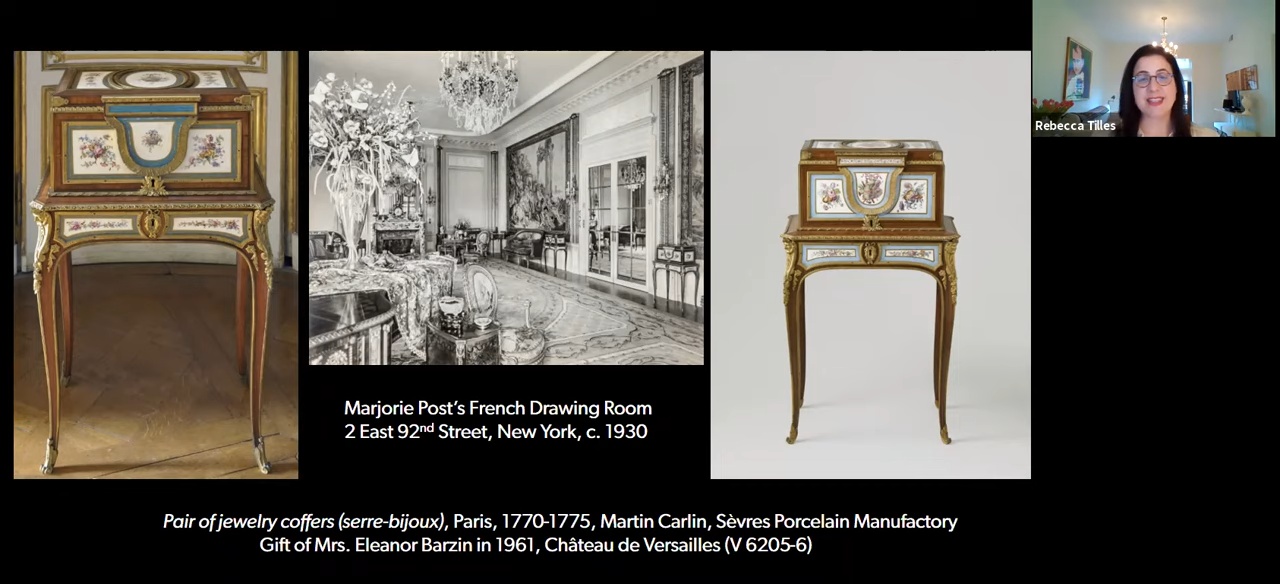 Rebecca Tilles
Marjorie Post’s French Drawing Room
2 East 92nd Street, New York, c. 1930
Pair of jewelry coffers (serre-bijoux), Paris, 1770-1775, Martin Carlin, Sèvres Porcelain Manufactory
Gift of Mrs. Eleanor Barzin in 1961, Château de Versailles (V 6205-6)